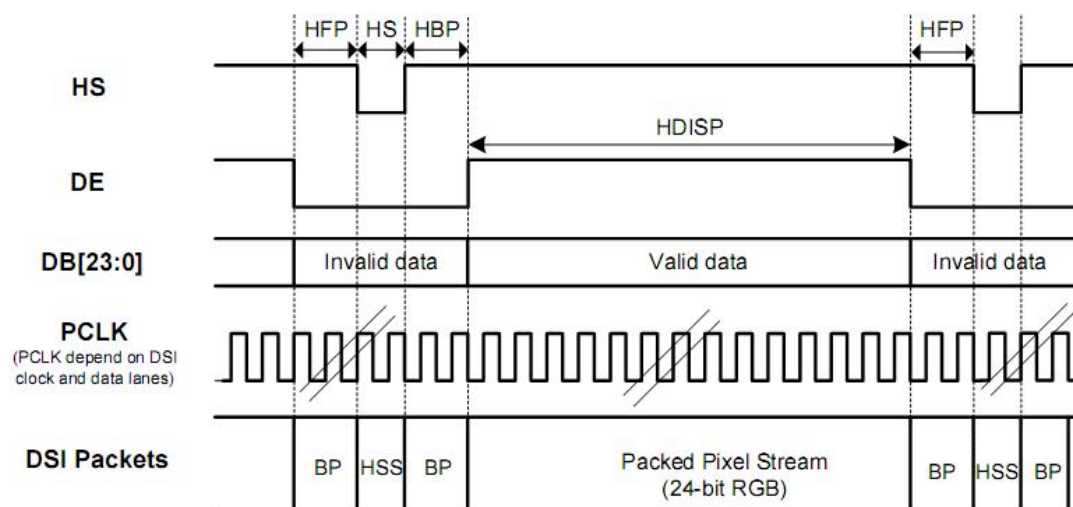 HFP HS HBP HFP
HS
HDISP
DE
DB[23:0] Invalid data Valid data Invalid data
PCLK
(PCLK depend on DSI
clock and data lanes)
DSI Packets BP HSS BP Packed Pixel Stream BP HSS BP
(24-bit RGB)